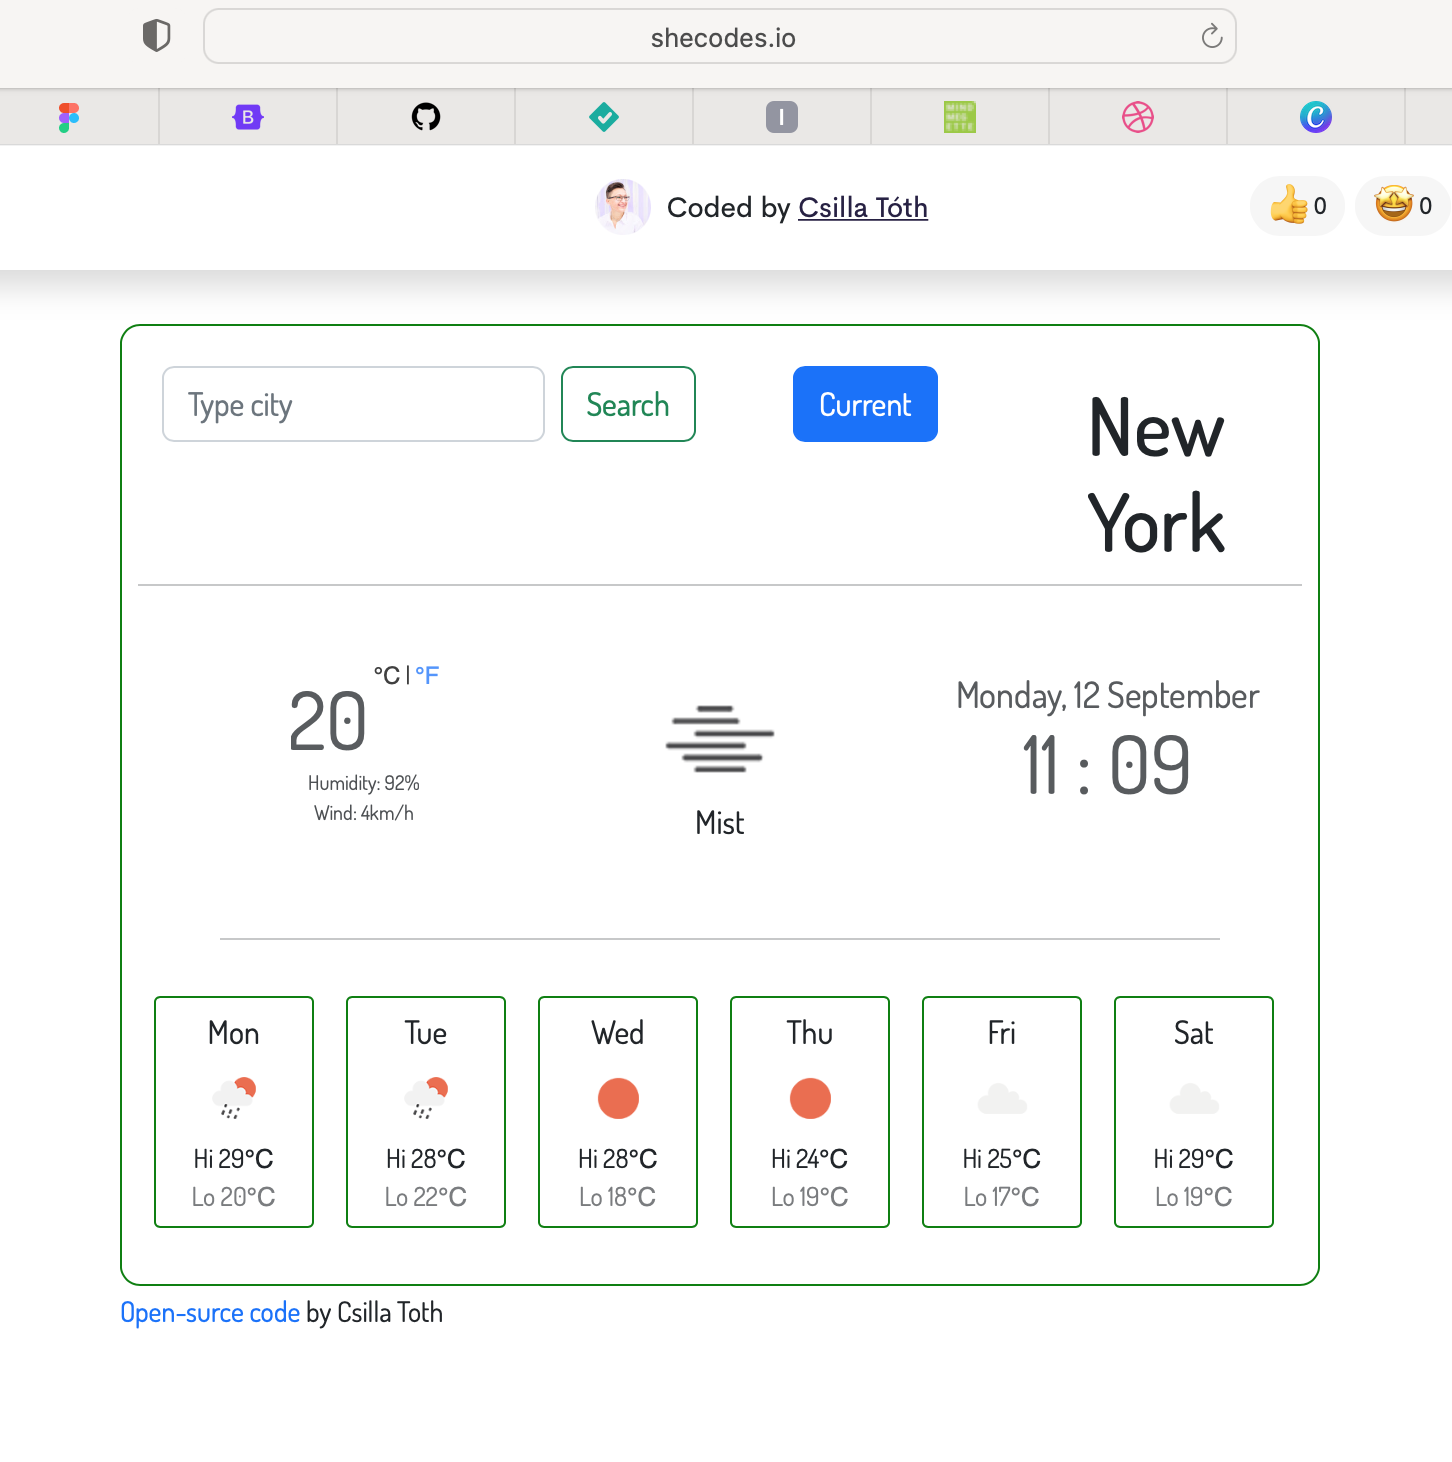 shecodes.io
B
I
MIND
MEG
ETTE
C
Coded by Csilla Tóth
0
0
Type city
Search
Current
New
York
°C | °F
20
Humidity: 92%
Wind: 4km/h
Mist
Monday, 12 September
11 : 09
Mon
Hi 29°C
Lo 20°C
Tue
Hi 28°C
Lo 22°C
Wed
Hi 28°C
Lo 18°C
Thu
Hi 24°C
Lo 19°C
Fri
Hi 25°C
Lo 17°C
Sat
Hi 29°C
Lo 19°C
Open-surce code by Csilla Toth